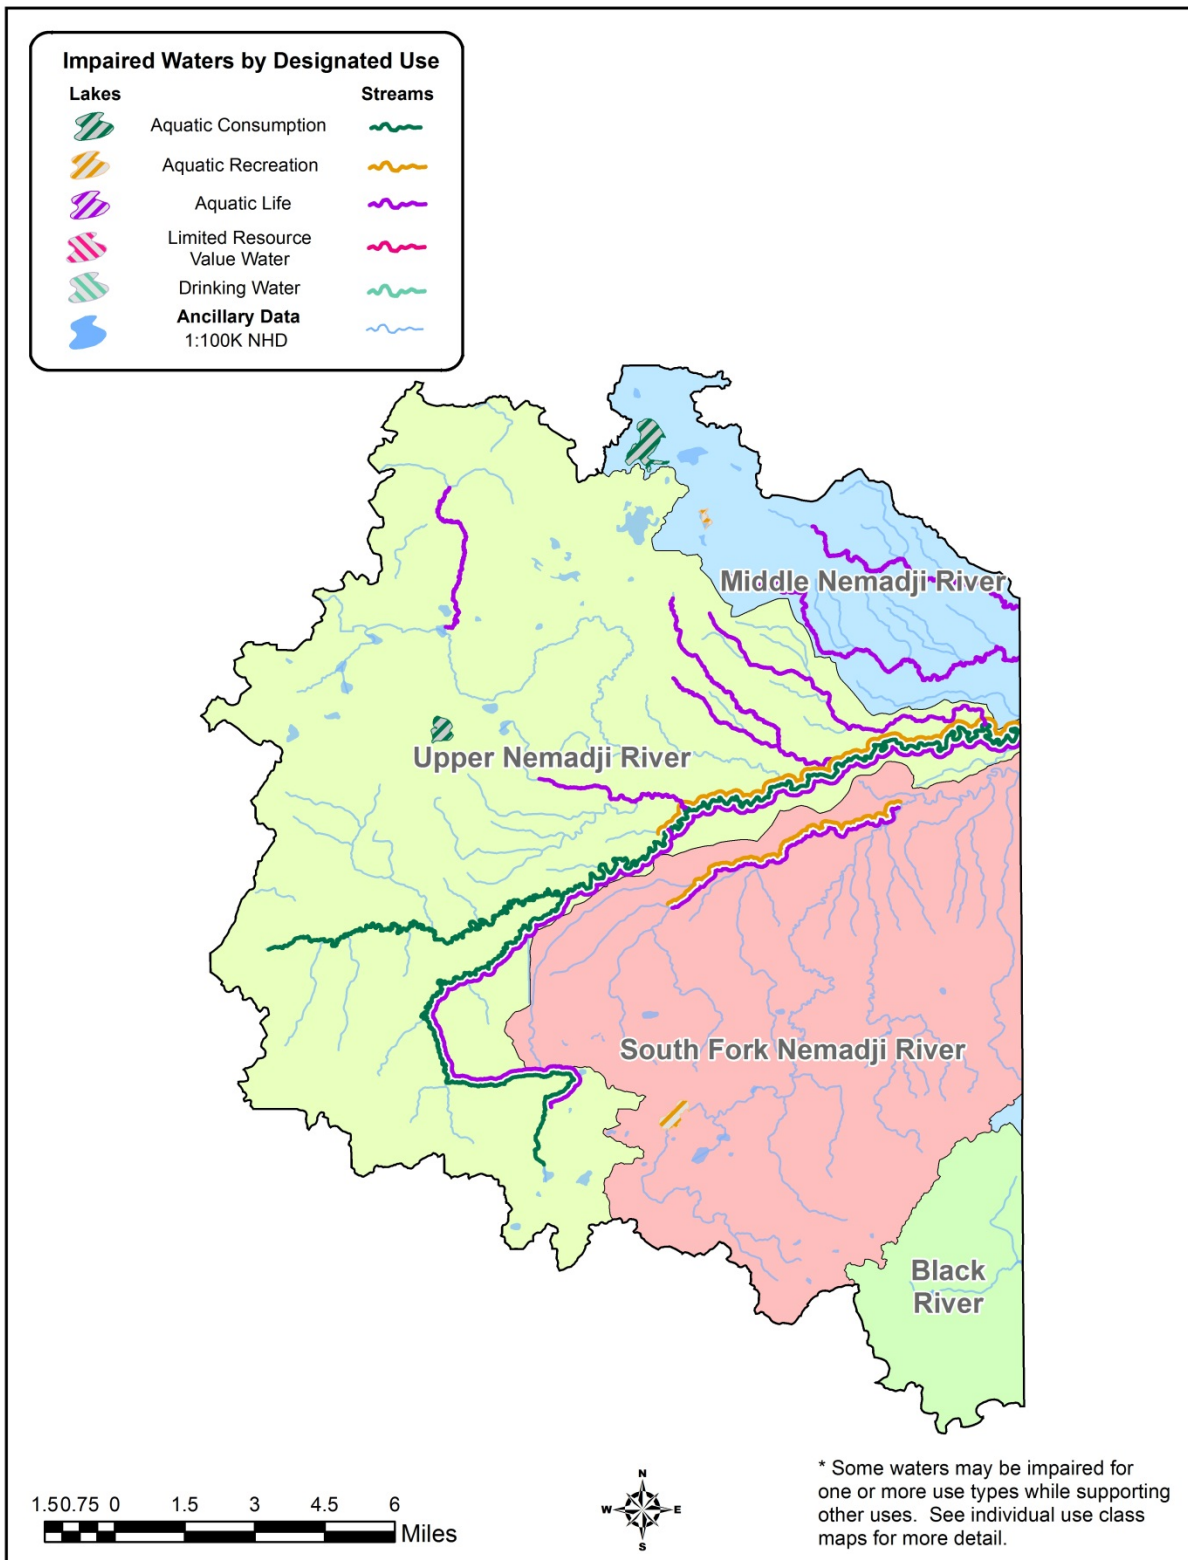 Impaired Waters by Designated Use
Lakes Streams
Aquatic Consumption
Aquatic Recreation
Aquatic Life
Limited Resource
Value Water
Drinking Water
Ancillary Data
1:100K NHD
Middle Nemadji River
Upper Nemadji River
South Fork Nemadji River
Black
River
N
W E
S
1.5 0.75 0 1.5 3 4.5 6
Miles
* Some waters may be impaired for
one or more use types while supporting
other uses. See individual use class
maps for more detail.